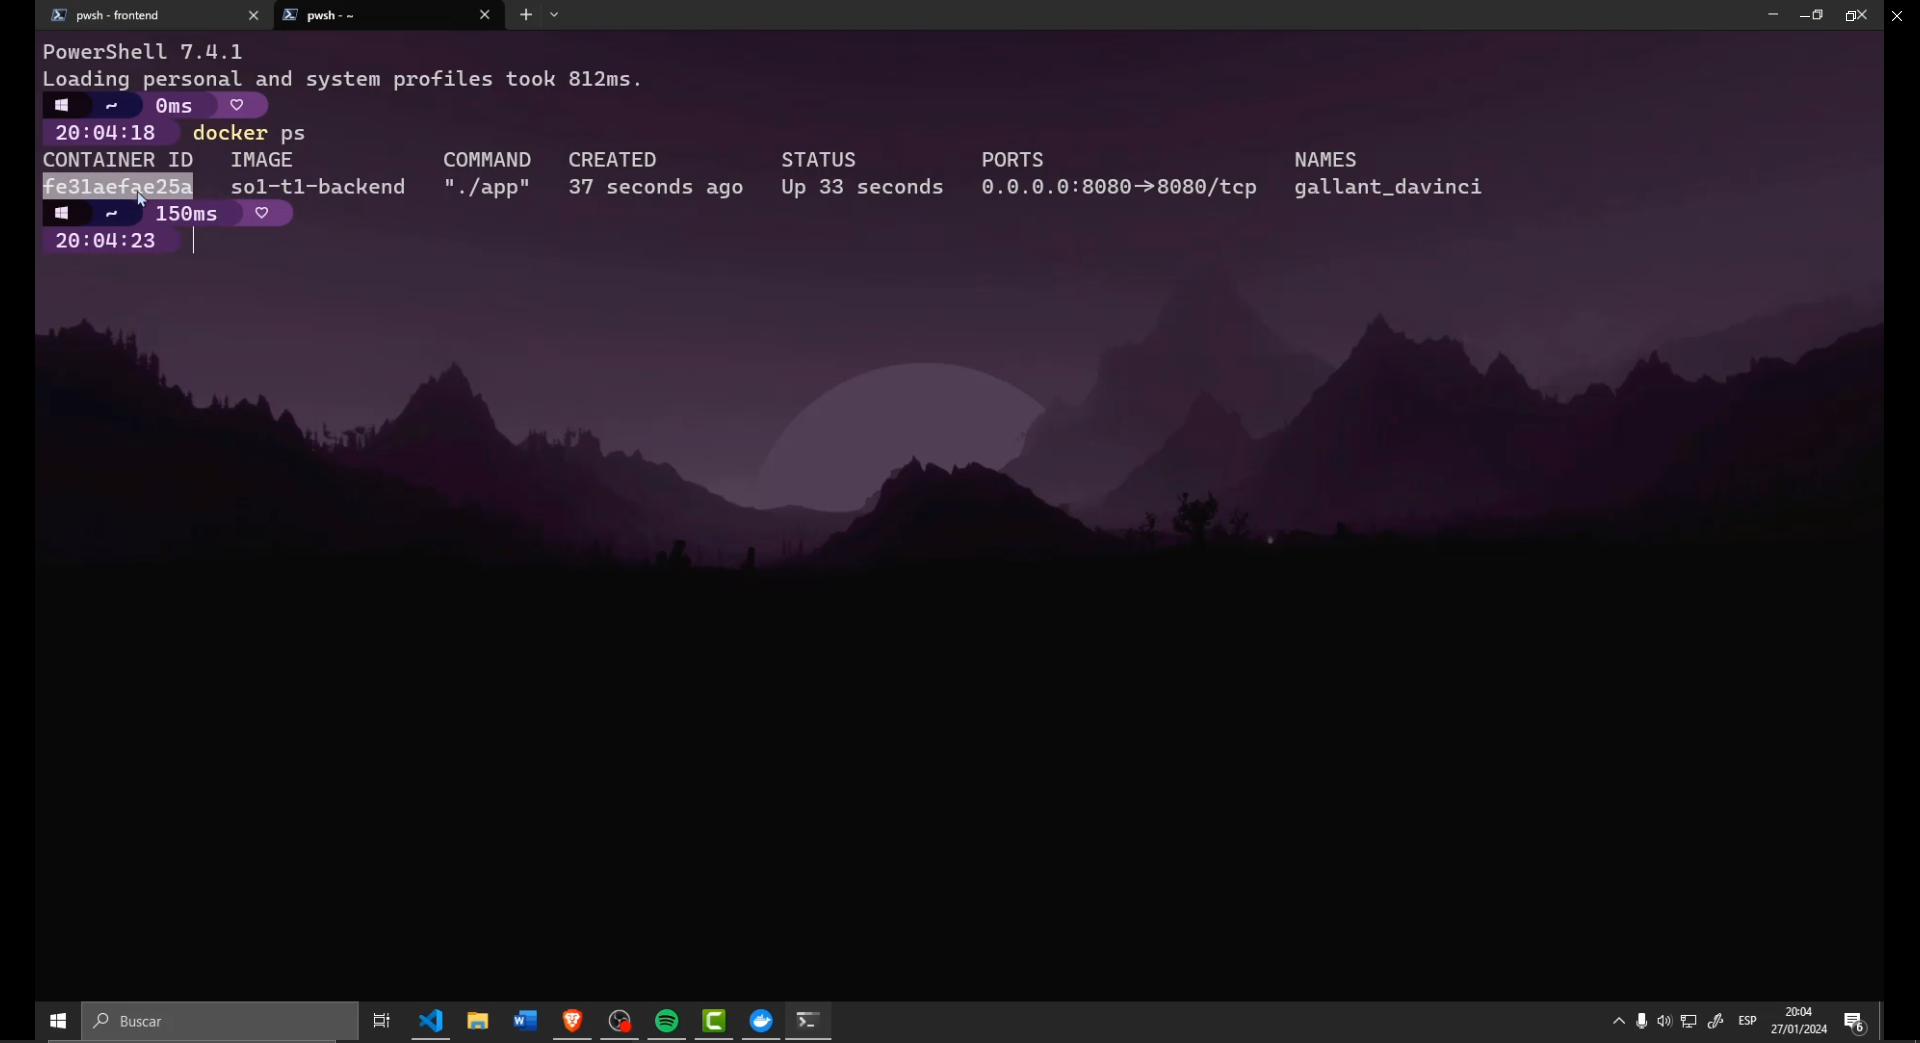 pwsh - frontend
pwsh - ~
PowerShell 7.4.1
Loading personal and system profiles took 812ms.
~ 0ms ♡
20:04:18 docker ps
CONTAINER ID IMAGE COMMAND CREATED STATUS PORTS NAMES
fe31aefae25a so1-t1-backend "./app" 37 seconds ago Up 33 seconds 0.0.0.0:8080->8080/tcp gallant_davinci
~ 150ms ♡
20:04:23
Buscar
ESP
20:04
27/01/2024
6